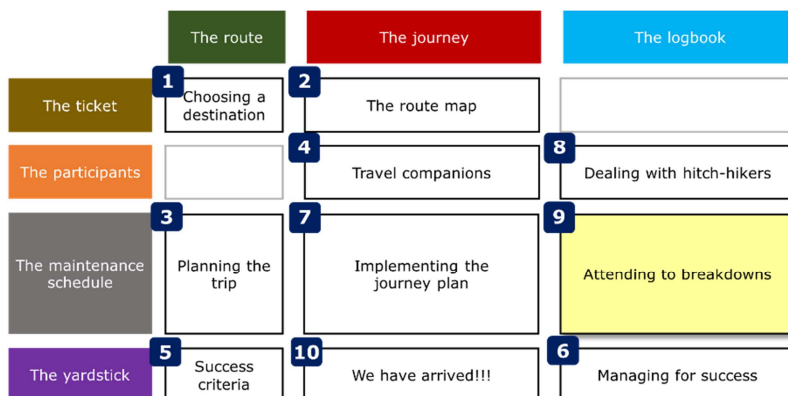 The route
The journey
The logbook
The ticket
1
Choosing a
destination
2
The route map
The participants
4
Travel companions
8
Dealing with hitch-hikers
The maintenance
schedule
3
Planning the
trip
7
Implementing the
journey plan
9
Attending to breakdowns
The yardstick
5
Success
criteria
10
We have arrived!!!
6
Managing for success